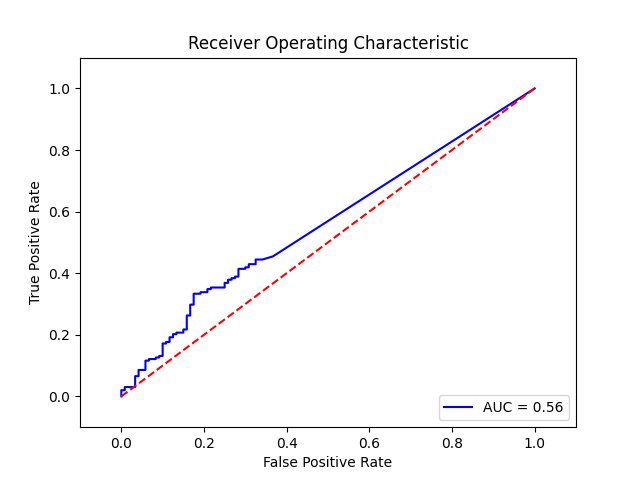 Receiver Operating Characteristic
True Positive Rate
1.0
0.8
0.6
0.4
0.2
0.0
AUC = 0.56
0.0 0.2 0.4 0.6 0.8 1.0
False Positive Rate